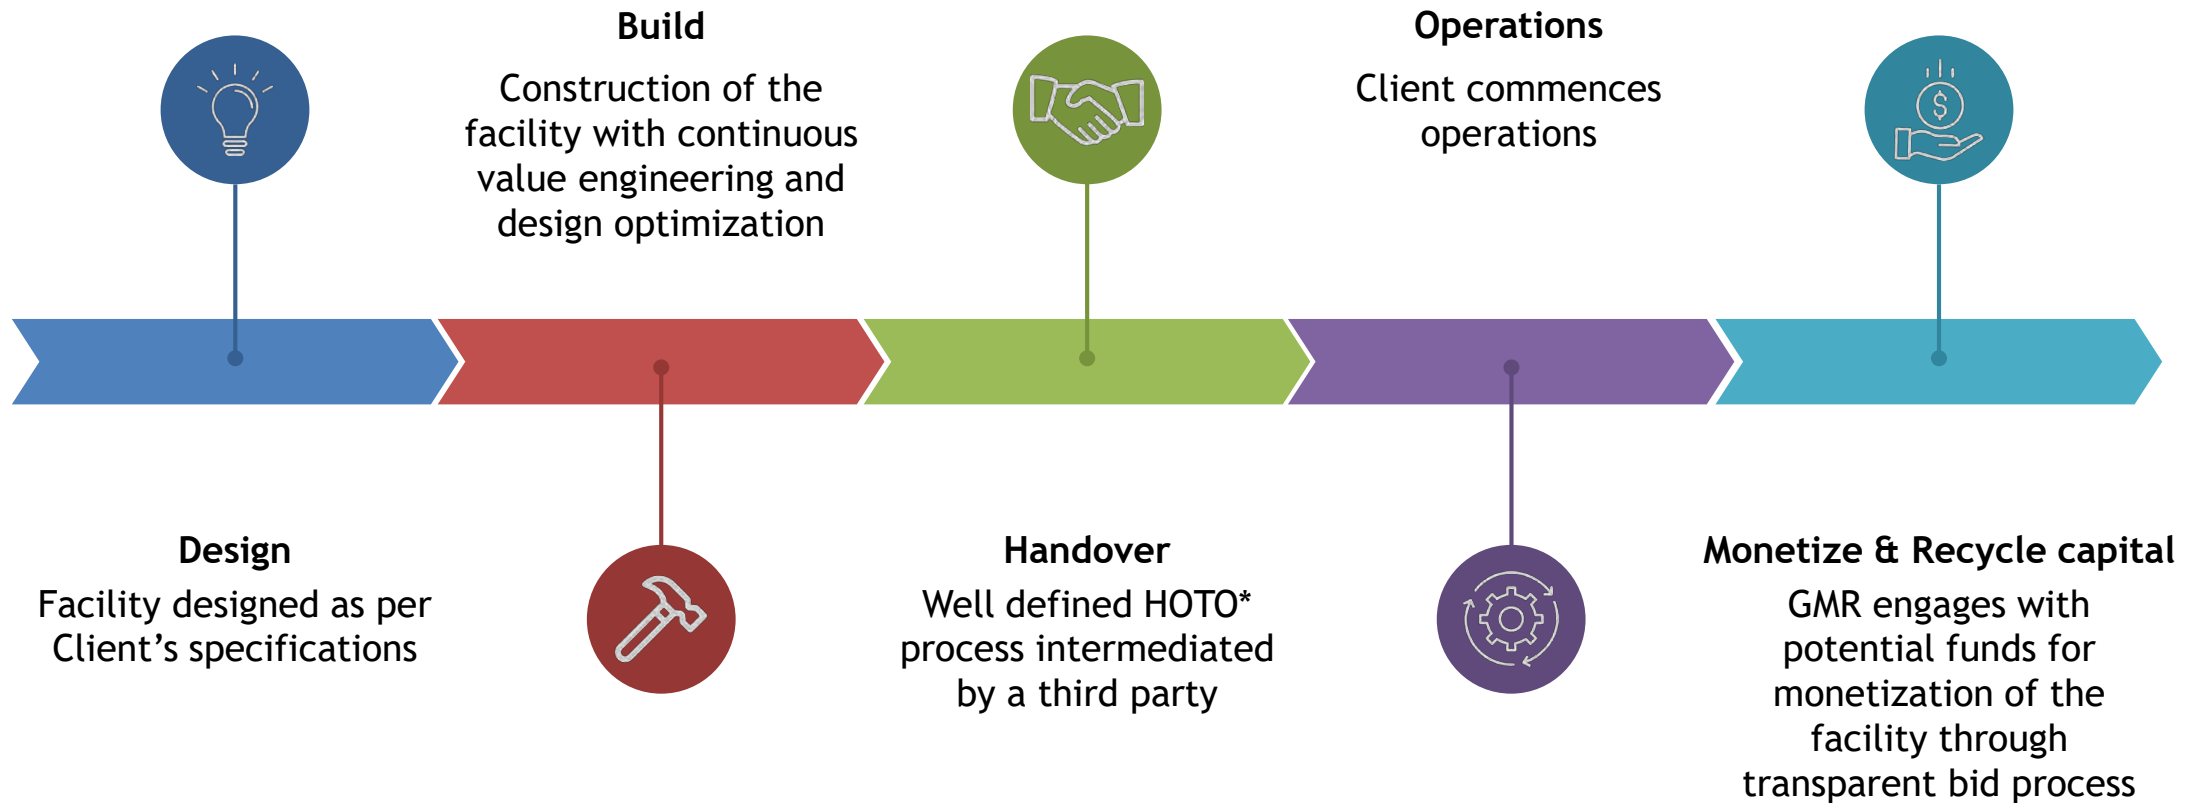 Build
Construction of the
facility with continuous
value engineering and
design optimization
Operations
Client commences
operations
$
Design
Facility designed as per
Client’s specifications
Handover
Well defined HOTO*
process intermediated
by a third party
Monetize & Recycle capital
GMR engages with
potential funds for
monetization of the
facility through
transparent bid process